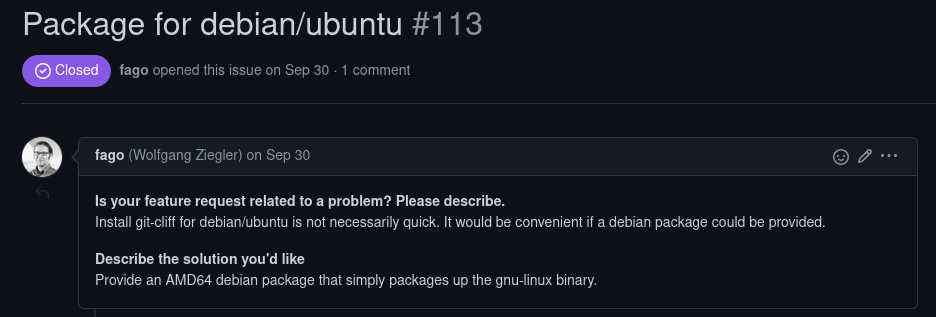 Package for debian/ubuntu #113
Closed fago opened this issue on Sep 30 · 1 comment
fago (Wolfgang Ziegler) on Sep 30
Is your feature request related to a problem? Please describe.
Install git-cliff for debian/ubuntu is not necessarily quick. It would be convenient if a debian package could be provided.
Describe the solution you'd like
Provide an AMD64 debian package that simply packages up the gnu-linux binary.